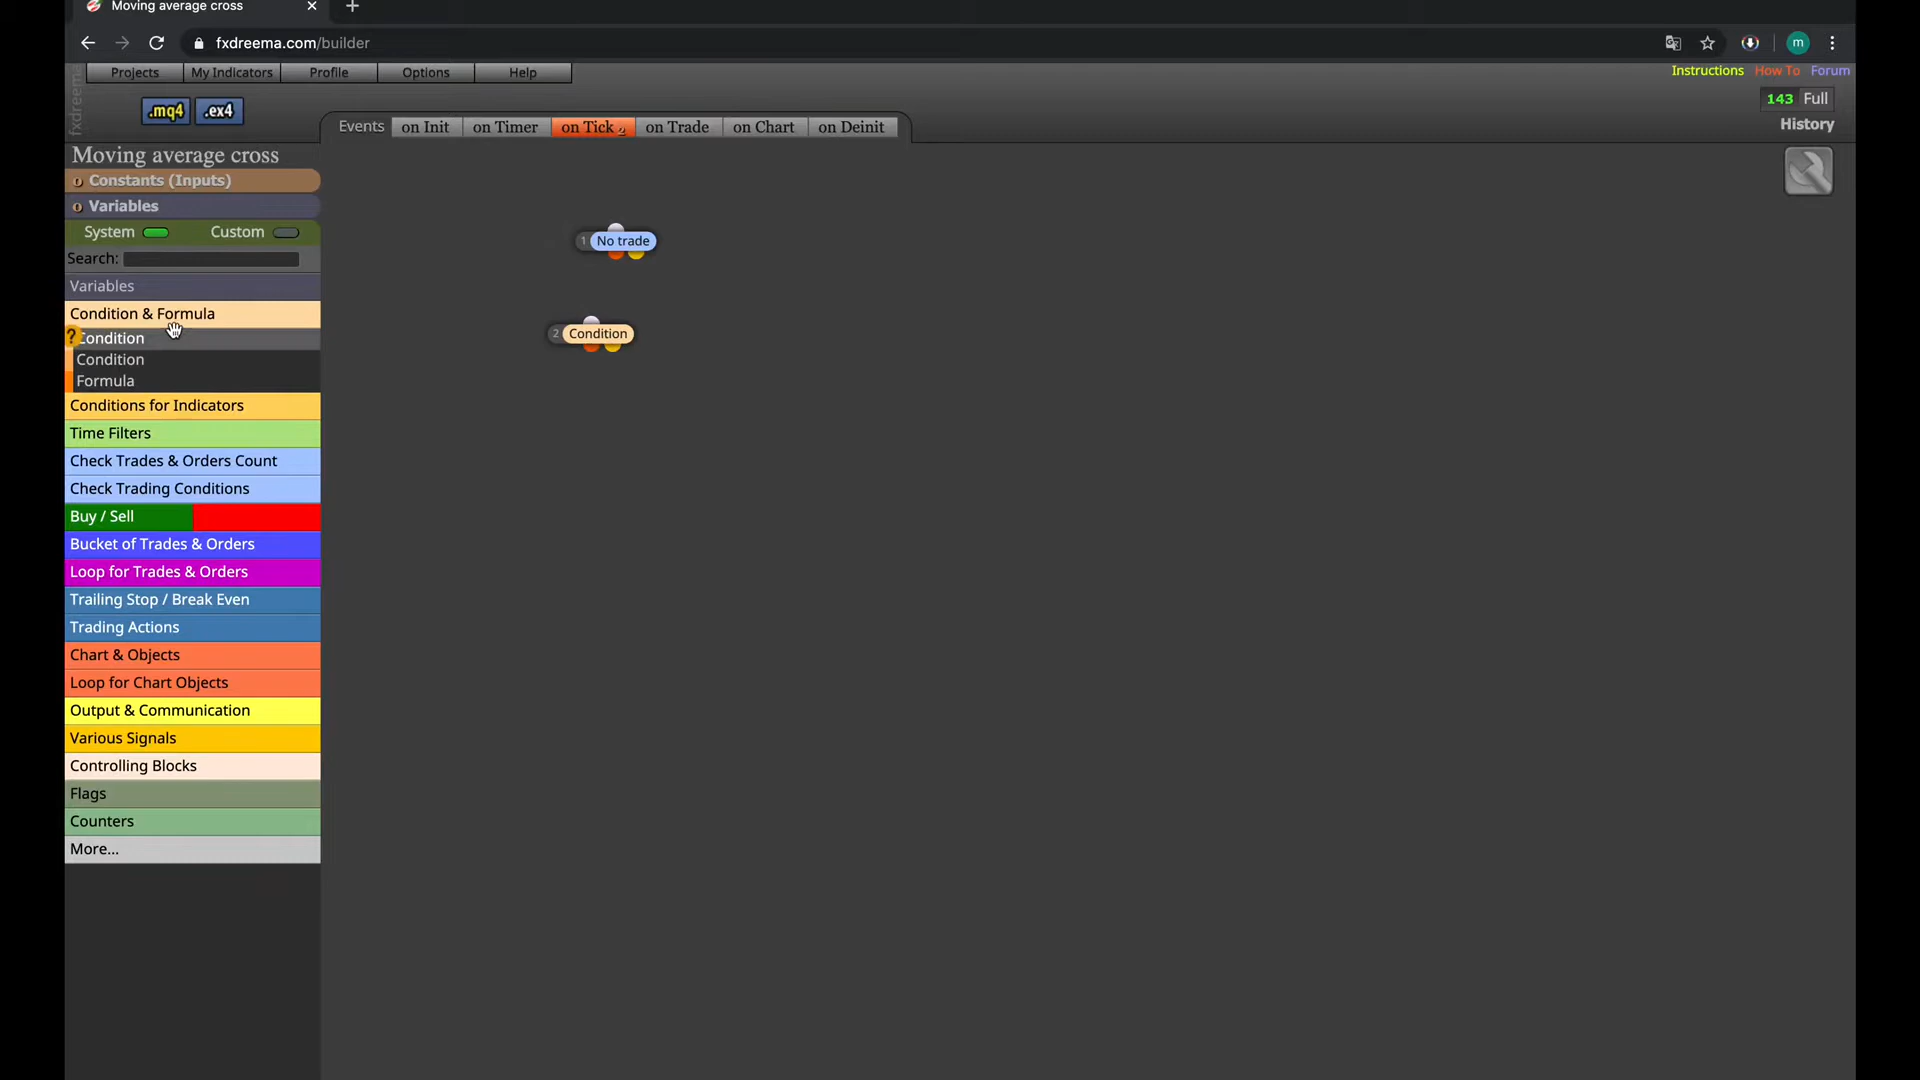 Moving average cross
fxdreema.com/builder
m
Projects
My Indicators
Profile
Options
Help
Instructions
How To
Forum
fxdreema
.mq4
.ex4
143 Full
History
Events
on Init
on Timer
on Tick 2
on Trade
on Chart
on Deinit
Moving average cross
0 Constants (Inputs)
0 Variables
System
Custom
Search:
Variables
Condition & Formula
? Condition
Condition
Formula
Conditions for Indicators
Time Filters
Check Trades & Orders Count
Check Trading Conditions
Buy / Sell
Bucket of Trades & Orders
Loop for Trades & Orders
Trailing Stop / Break Even
Trading Actions
Chart & Objects
Loop for Chart Objects
Output & Communication
Various Signals
Controlling Blocks
Flags
Counters
More...
1 No trade
2 Condition